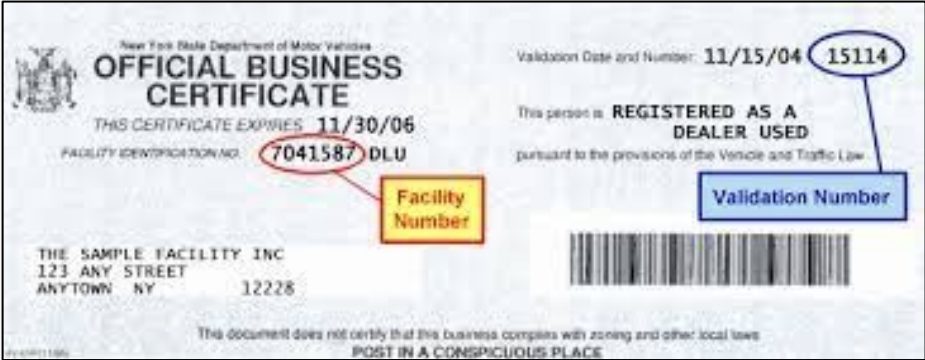 New York State Department of Motor Vehicles
OFFICIAL BUSINESS
CERTIFICATE
THIS CERTIFICATE EXPIRES 11/30/06
FACILITY IDENTIFICATION NO. 7041587 DLU
Facility
Number
THE SAMPLE FACILITY INC
123 ANY STREET
ANYTOWN NY 12228
Validation Date and Number: 11/15/04 15114
This person is REGISTERED AS A
DEALER USED
pursuant to the provisions of the Vehicle and Traffic Law
Validation Number
This document does not certify that this business complies with zoning and other local laws
POST IN A CONSPICUOUS PLACE